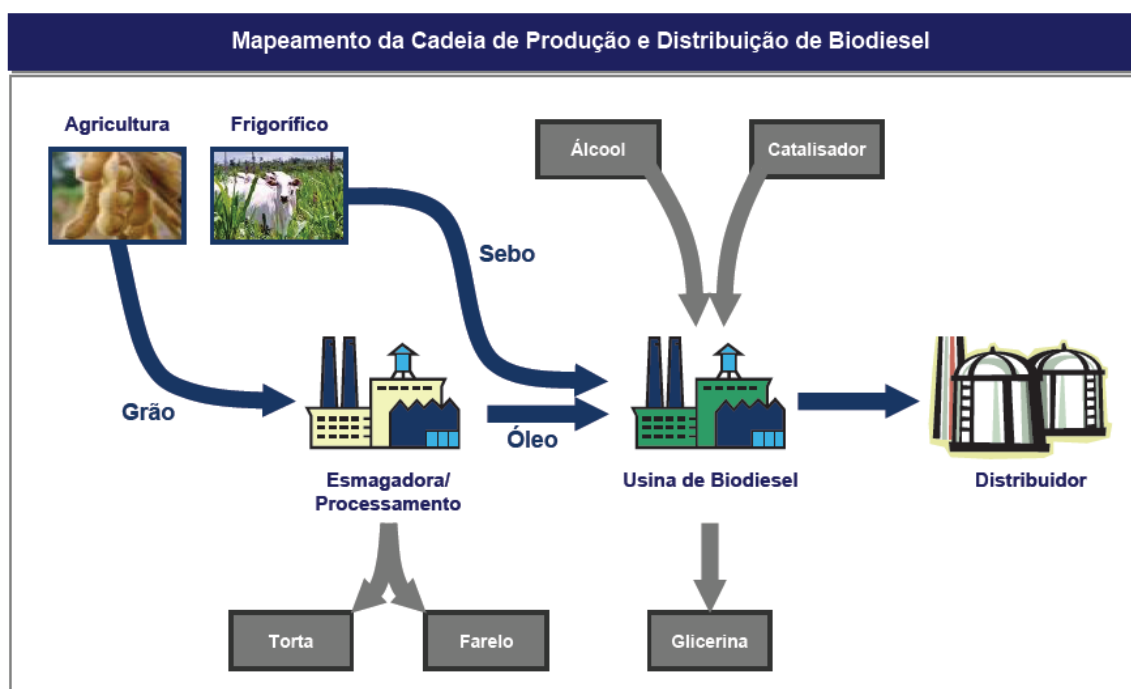 Mapeamento da Cadeia de Produção e Distribuição de Biodiesel
Agricultura
Frigorífico
Álcool
Catalisador
Sebo
Grão
Óleo
Esmagadora/
Processamento
Usina de Biodiesel
Distribuidor
Torta
Farelo
Glicerina